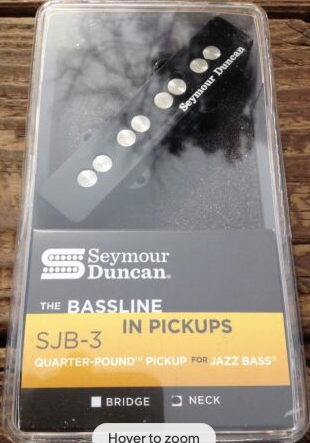 Seymour Duncan
Seymour
Duncan®
THE BASSLINE
IN PICKUPS
SJB-3
QUARTER-POUND™ PICKUP FOR JAZZ BASS®
BRIDGE NECK
Hover to zoom